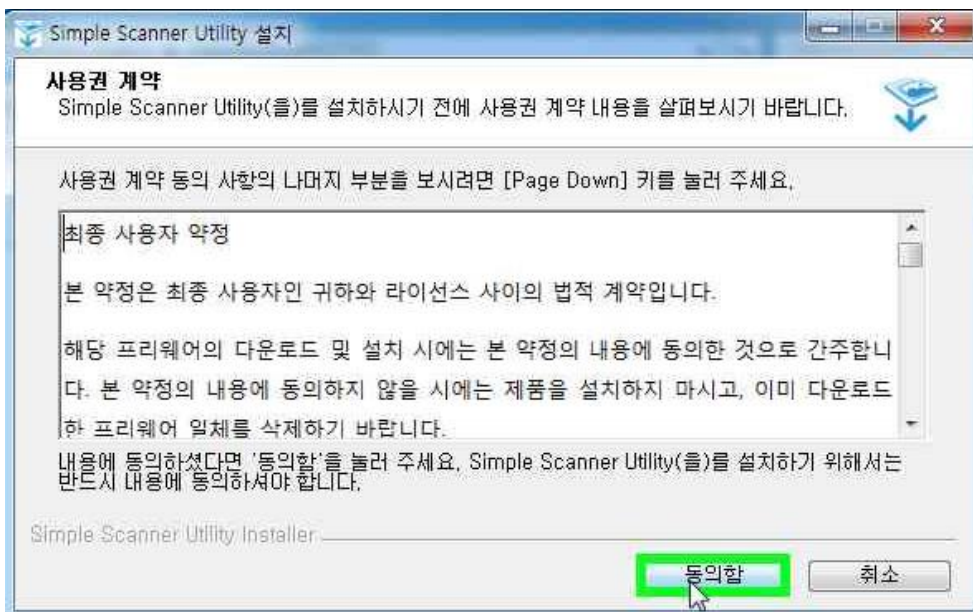 Simple Scanner Utility 설치
사용권 계약
Simple Scanner Utility(을)를 설치하시기 전에 사용권 계약 내용을 살펴보시기 바랍니다.
사용권 계약 동의 사항의 나머지 부분을 보시려면 [Page Down] 키를 눌러 주세요.
최종 사용자 약정
본 약정은 최종 사용자인 귀하와 라이선스 사이의 법적 계약입니다.
해당 프리웨어의 다운로드 및 설치 시에는 본 약정의 내용에 동의한 것으로 간주합니
다. 본 약정의 내용에 동의하지 않을 시에는 제품을 설치하지 마시고, 이미 다운로드
한 프리웨어 일체를 삭제하기 바랍니다.
내용에 동의하셨다면 '동의함'을 눌러 주세요. Simple Scanner Utility(을)를 설치하기 위해서는
반드시 내용에 동의하셔야 합니다.
Simple Scanner Utility Installer
동의함
취소